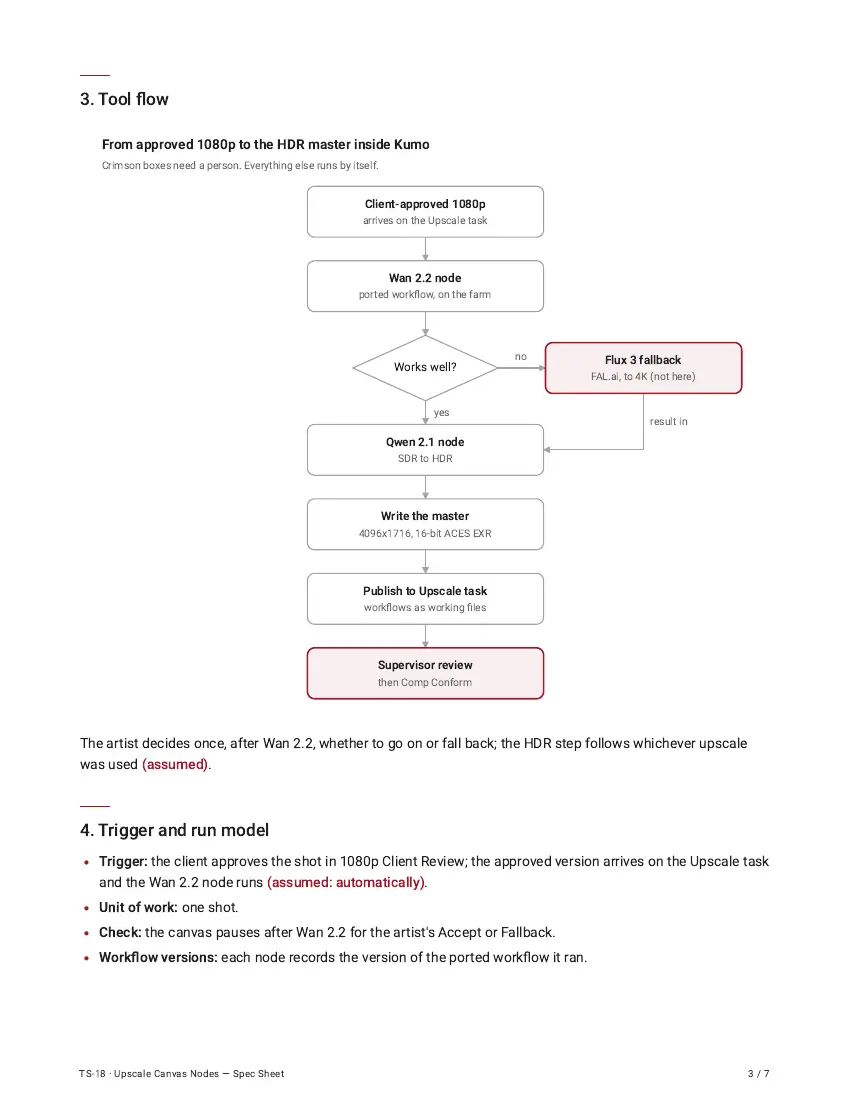 3. Tool flow
From approved 1080p to the HDR master inside Kumo
Crimson boxes need a person. Everything else runs by itself.
Client-approved 1080p
arrives on the Upscale task
Wan 2.2 node
ported workflow, on the farm
Works well?
no
Flux 3 fallback
FAL.ai, to 4K (not here)
yes
result in
Qwen 2.1 node
SDR to HDR
Write the master
4096x1716, 16-bit ACES EXR
Publish to Upscale task
workflows as working files
Supervisor review
then Comp Conform
The artist decides once, after Wan 2.2, whether to go on or fall back; the HDR step follows whichever upscale
was used (assumed).
4. Trigger and run model
• Trigger: the client approves the shot in 1080p Client Review; the approved version arrives on the Upscale task
and the Wan 2.2 node runs (assumed: automatically).
• Unit of work: one shot.
• Check: the canvas pauses after Wan 2.2 for the artist's Accept or Fallback.
• Workflow versions: each node records the version of the ported workflow it ran.
TS-18 · Upscale Canvas Nodes — Spec Sheet
3 / 7